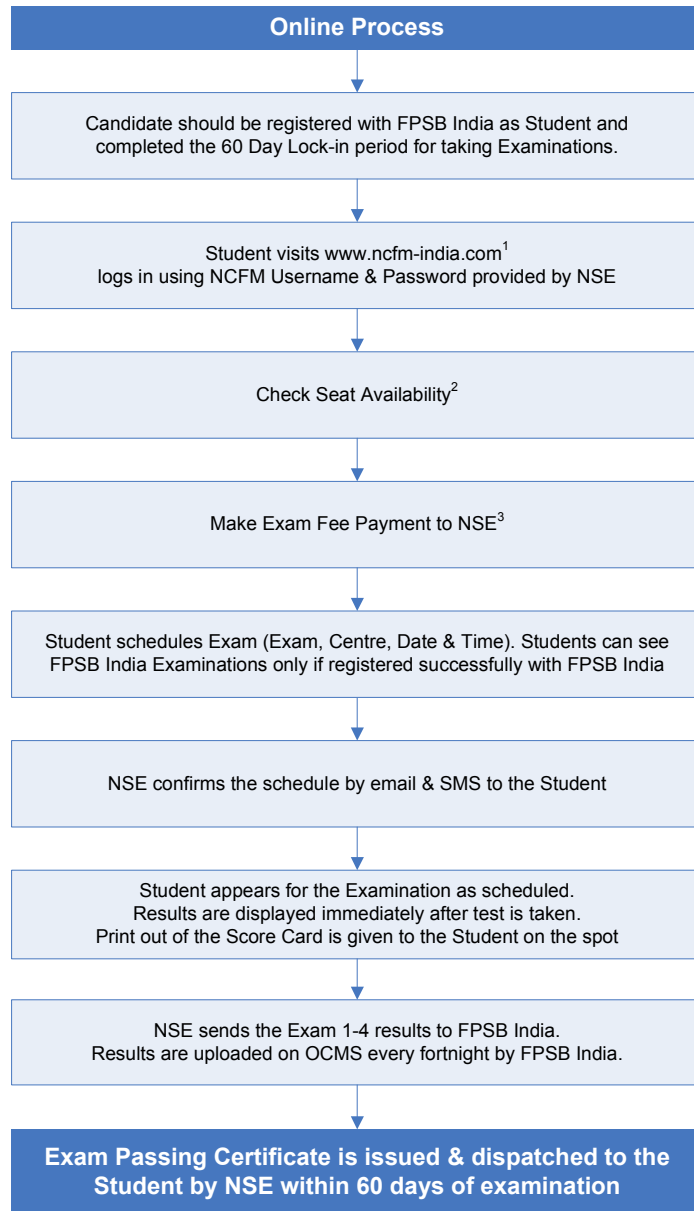 Online Process
Candidate should be registered with FPSB India as Student and
completed the 60 Day Lock-in period for taking Examinations.
Student visits www.ncfm-india.com¹
logs in using NCFM Username & Password provided by NSE
Check Seat Availability²
Make Exam Fee Payment to NSE³
Student schedules Exam (Exam, Centre, Date & Time). Students can see
FPSB India Examinations only if registered successfully with FPSB India
NSE confirms the schedule by email & SMS to the Student
Student appears for the Examination as scheduled.
Results are displayed immediately after test is taken.
Print out of the Score Card is given to the Student on the spot
NSE sends the Exam 1-4 results to FPSB India.
Results are uploaded on OCMS every fortnight by FPSB India.
Exam Passing Certificate is issued & dispatched to the
Student by NSE within 60 days of examination